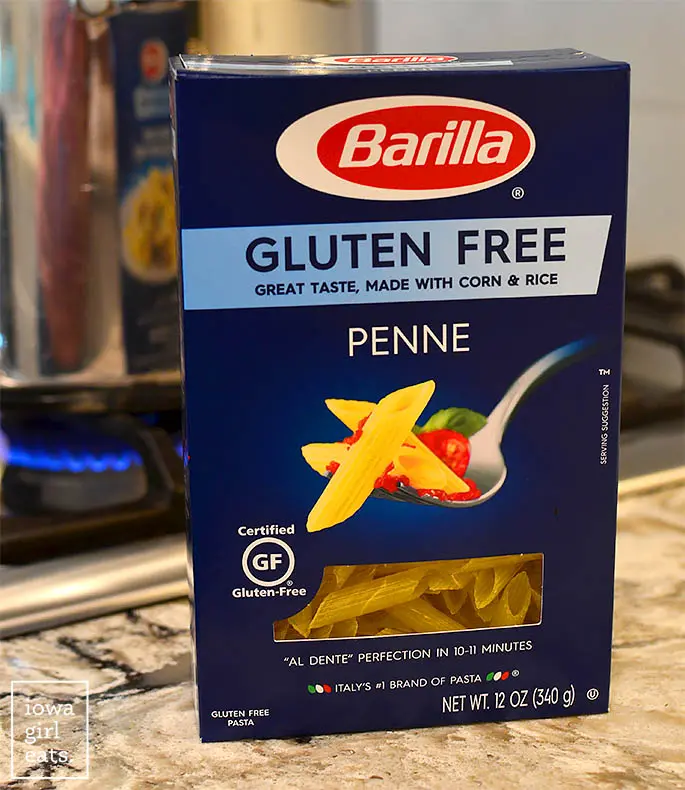 Barilla
Barilla
®
GLUTEN FREE
GREAT TASTE, MADE WITH CORN & RICE
PENNE
TM
SERVING SUGGESTION
Certified
GF
®
Gluten-Free
"AL DENTE" PERFECTION IN 10-11 MINUTES
ITALY'S #1 BRAND OF PASTA ®
GLUTEN FREE
PASTA
NET WT. 12 OZ (340 g) U
iowa
girl
eats.